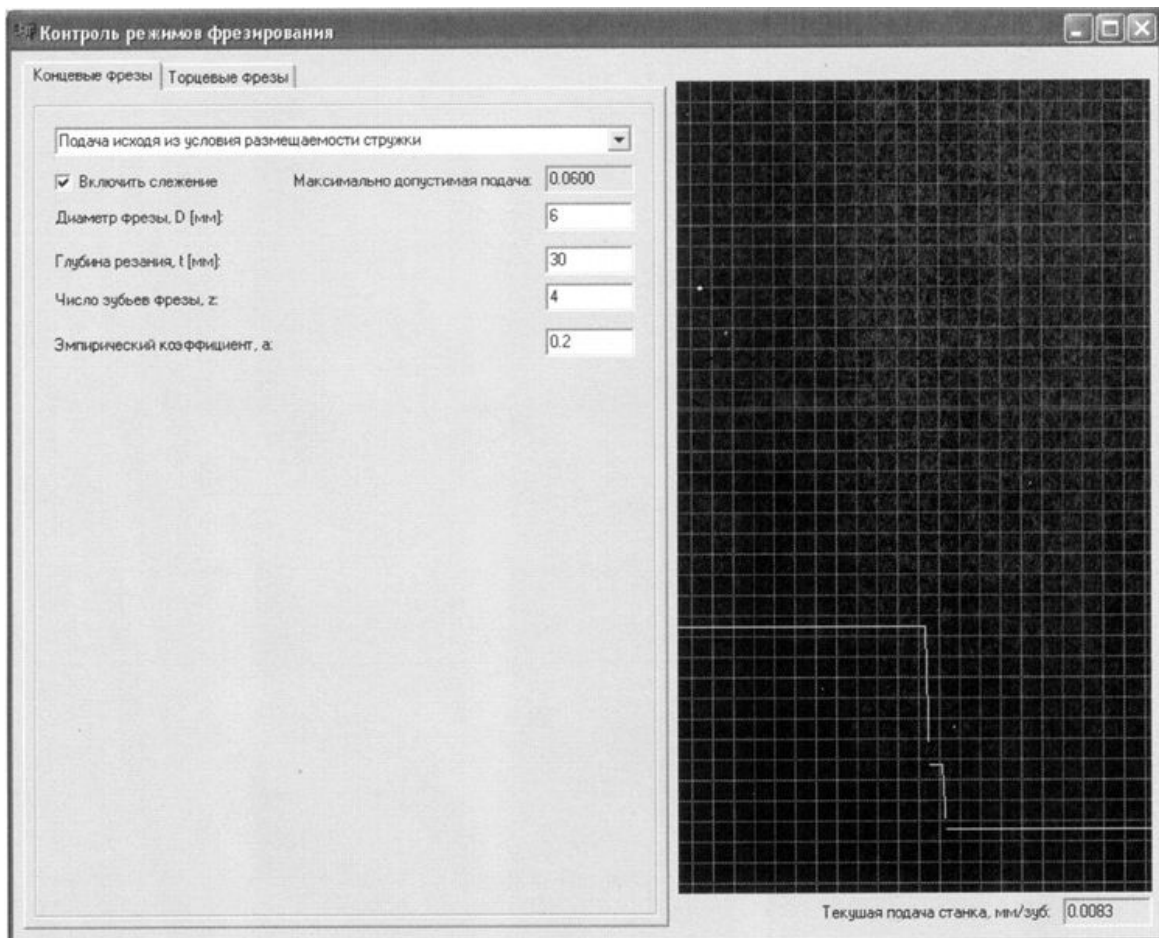 Контроль режимов фрезирования
Концевые фрезы Торцевые фрезы
Подача исходя из условия размещаемости стружки
Включить слежение Максимально допустимая подача: 0.0600
Диаметр фрезы, D [мм]: 6
Глубина резания, t [мм]: 30
Число зубьев фрезы, z: 4
Эмпирический коэффициент, a: 0.2
Текущая подача станка, мм/зуб: 0.0083